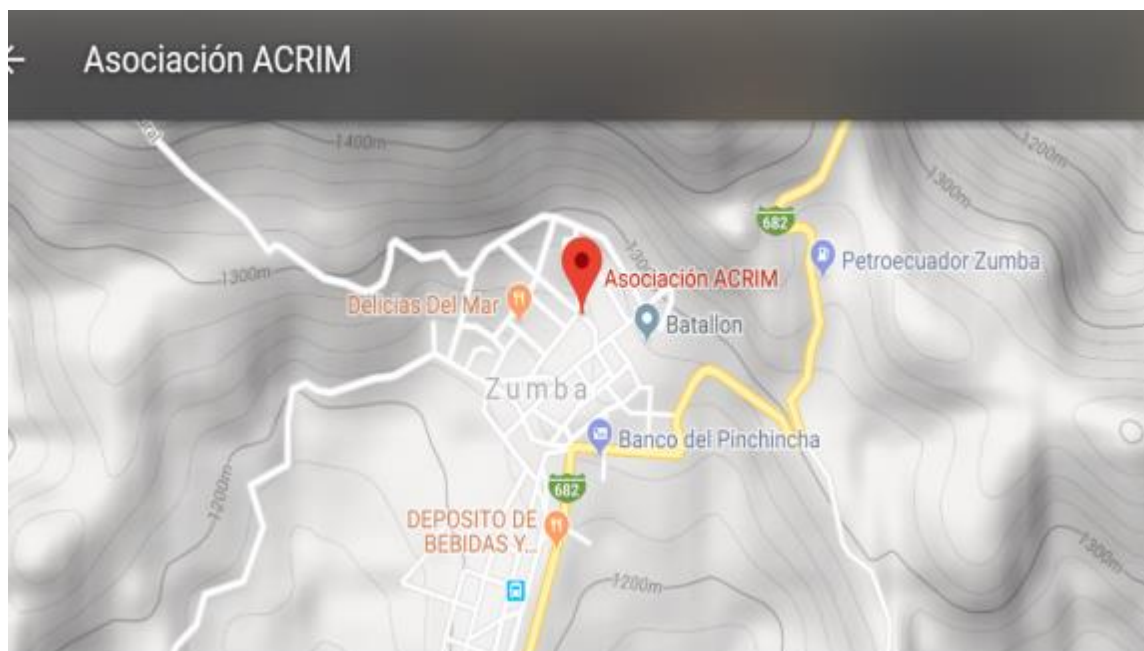 Asociación ACRIM
1400m
1200m
1300m
682
Petroecuador Zumba
1300m
1300m
Asociación ACRIM
Delicias Del Mar
Batallon
Zumba
Banco del Pinchincha
1200m
682
DEPOSITO DE
BEBIDAS Y...
1300m
1200m